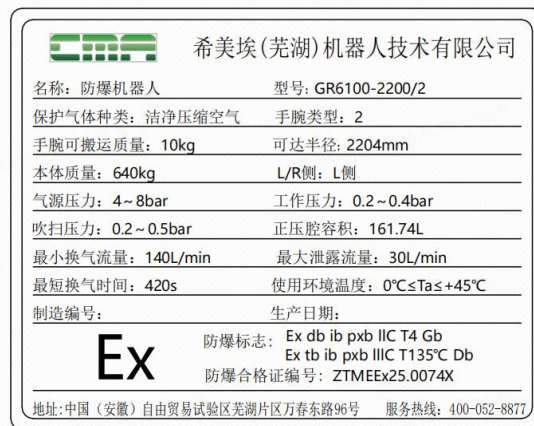 CMA 希美埃(芜湖)机器人技术有限公司
名称：防爆机器人 型号：GR6100-2200/2
保护气体种类：洁净压缩空气 手腕类型：2
手腕可搬运质量：10kg 可达半径：2204mm
本体质量：640kg L/R侧：L侧
气源压力：4~8bar 工作压力：0.2~0.4bar
吹扫压力：0.2~0.5bar 正压腔容积：161.74L
最小换气流量：140L/min 最大泄露流量：30L/min
最短换气时间：420s 使用环境温度：0℃≤Ta≤+45℃
制造编号： 生产日期：
Ex 防爆标志：Ex db ib pxb llC T4 Gb
Ex tb ib pxb lllC T135℃ Db
防爆合格证编号：ZTMEEx25.0074X
地址:中国（安徽）自由贸易试验区芜湖片区万春东路96号 服务热线：400-052-8877